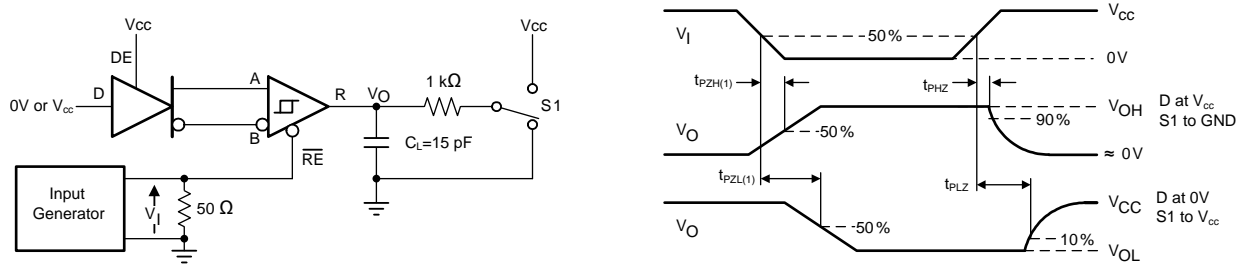 Vcc
DE
D
0V or Vcc
A
B
R
VO
1 kΩ
Vcc
S1
CL=15 pF
RE
Input
Generator
VI
50 Ω
VI
50%
Vcc
0V
tPZH(1)
tPHZ
VO
50%
VOH
90%
≈ 0V
D at Vcc
S1 to GND
tPZL(1)
tPLZ
VO
50%
VCC
10%
VOL
D at 0V
S1 to Vcc